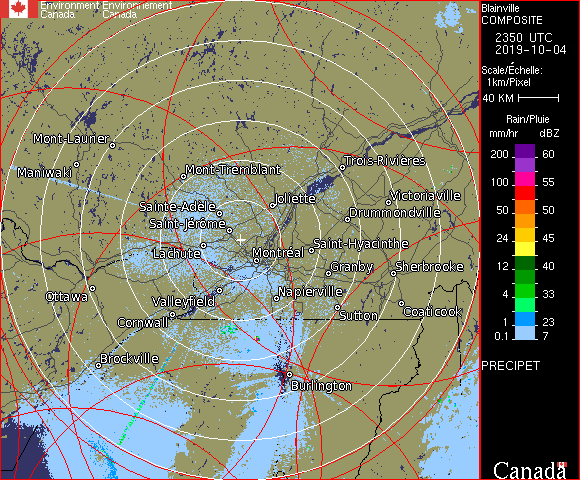 Environment Environnement
Canada Canada
Blainville
COMPOSITE
2350 UTC
2019-10-04
Scale/Échelle:
1km/Pixel
40 KM
Rain/Pluie
mm/hr dBZ
200 60
100 55
50 50
24 45
12 40
4 33
1 23
0.1 7
PRECIPET
Canada
Mont-Laurier
Maniwaki
Mont-Tremblant
Trois-Rivières
Sainte-Adèle
Joliette
Victoriaville
Drummondville
Saint-Jérôme
Lachute
Montréal
Saint-Hyacinthe
Granby
Sherbrooke
Ottawa
Valleyfield
Napierville
Cornwall
Sutton
Coaticook
Brockville
Burlington